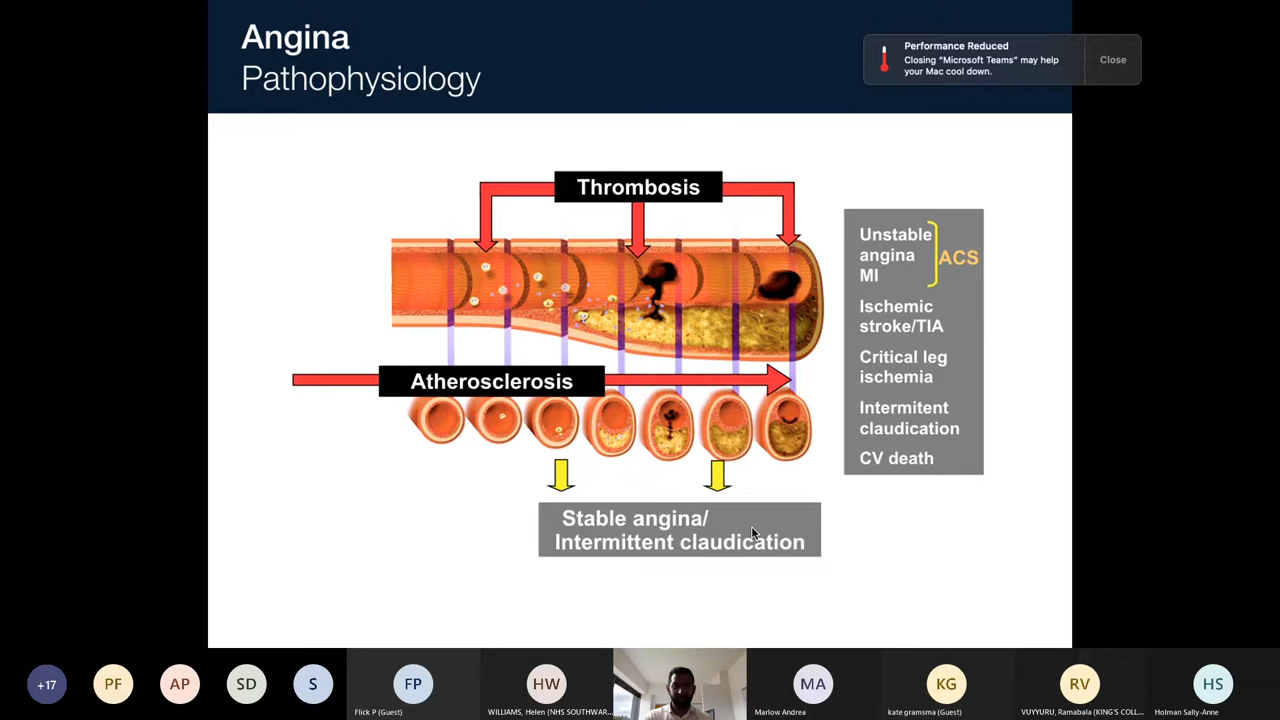 Angina
Pathophysiology
Performance Reduced
Closing “Microsoft Teams” may help
your Mac cool down.
Close
Thrombosis
Unstable
angina
MI
ACS
Ischemic
stroke/TIA
Critical leg
ischemia
Intermitent
claudication
CV death
Atherosclerosis
Stable angina/
Intermittent claudication
+17
PF
AP
SD
S
FP
Flick P (Guest)
HW
WILLIAMS, Helen (NHS SOUTHWAR...
MA
Marlow Andrea
KG
kate gramsma (Guest)
RV
VUYYURU, Ramabala (KING'S COLL...
HS
Holman Sally-Anne